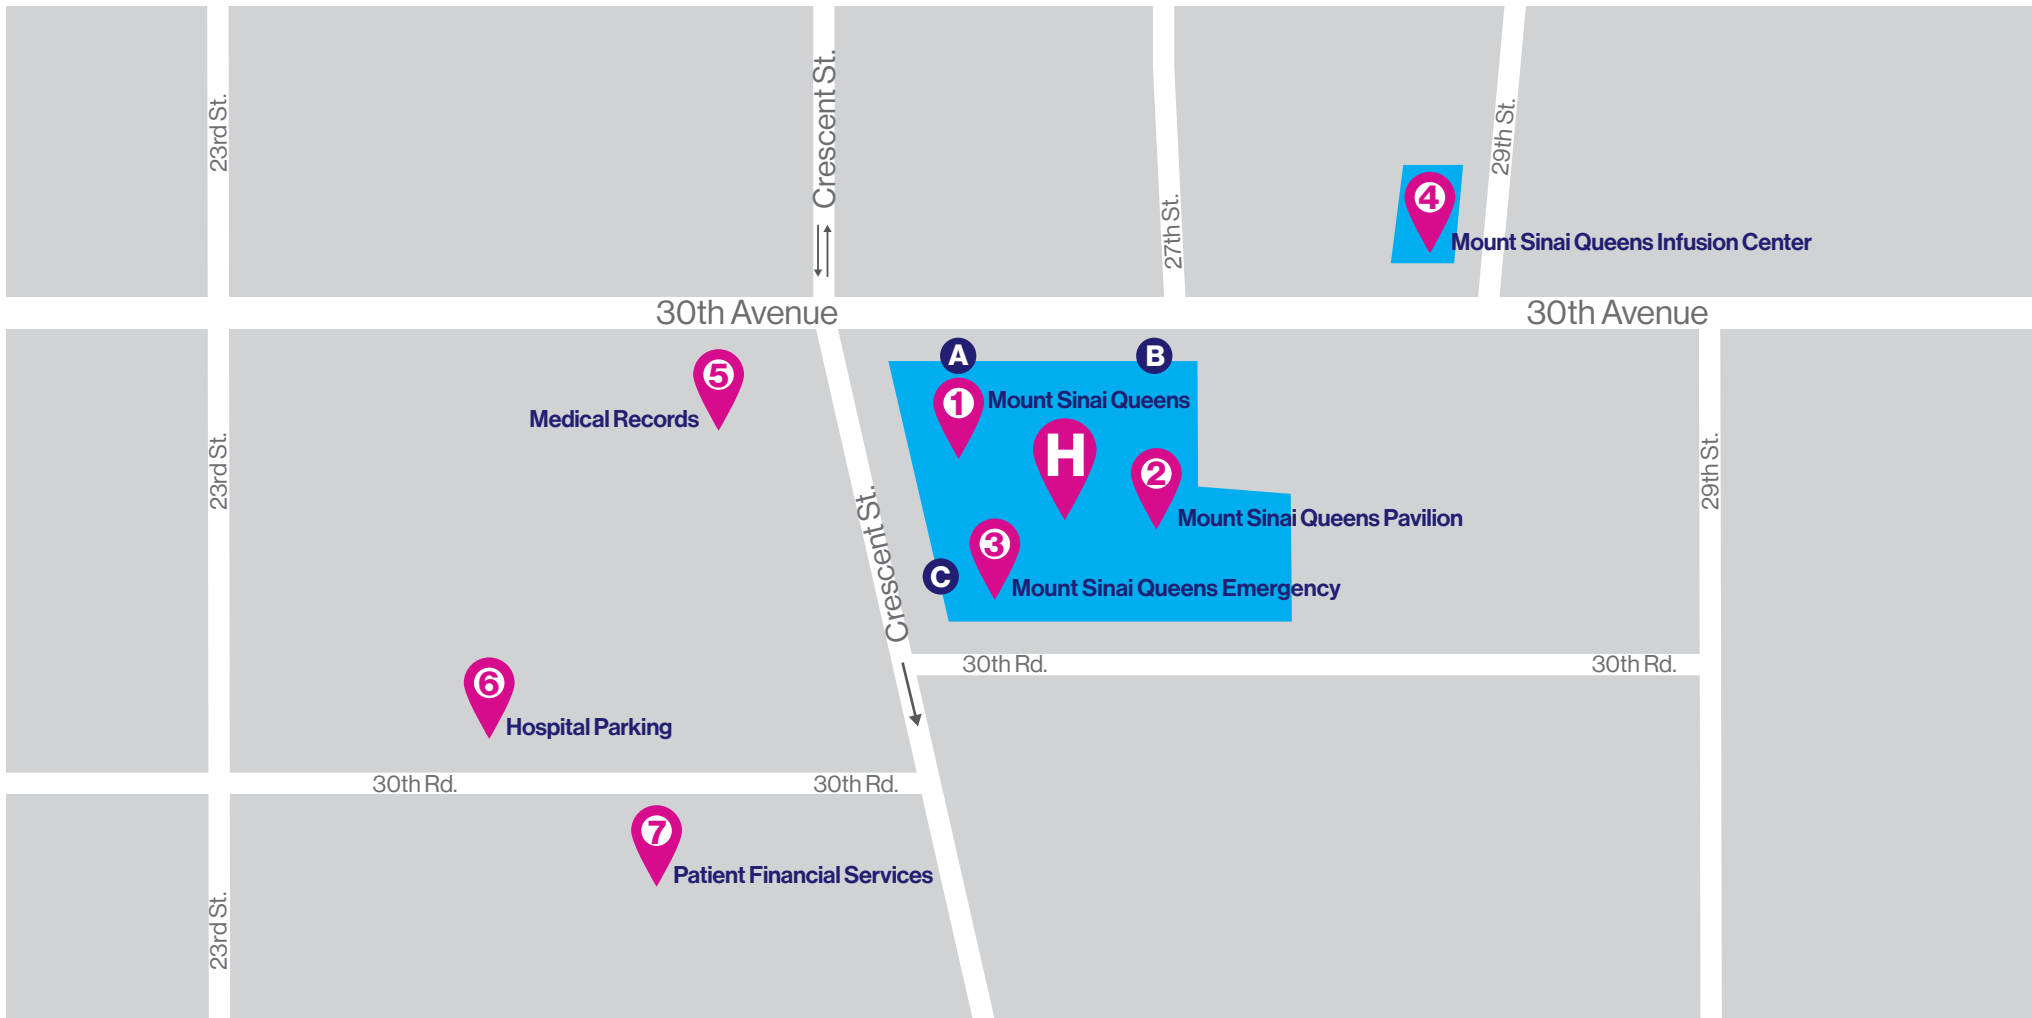 23rd St.
Crescent St.
27th St.
29th St.
4
Mount Sinai Queens Infusion Center
30th Avenue
30th Avenue
A
B
5
Medical Records
1
Mount Sinai Queens
H
2
Mount Sinai Queens Pavilion
23rd St.
Crescent St.
29th St.
3
C
Mount Sinai Queens Emergency
30th Rd.
30th Rd.
6
Hospital Parking
30th Rd.
30th Rd.
7
Patient Financial Services
23rd St.